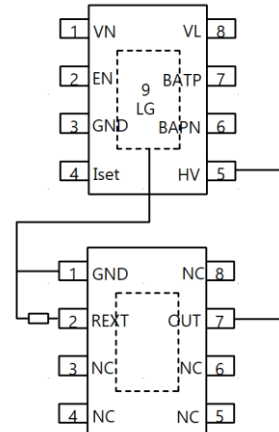 1 VN VL 8
2 EN 9 BATP 7
3 GND LG BAPN 6
4 Iset HV 5
1 GND NC 8
2 REXT OUT 7
3 NC NC 6
4 NC NC 5